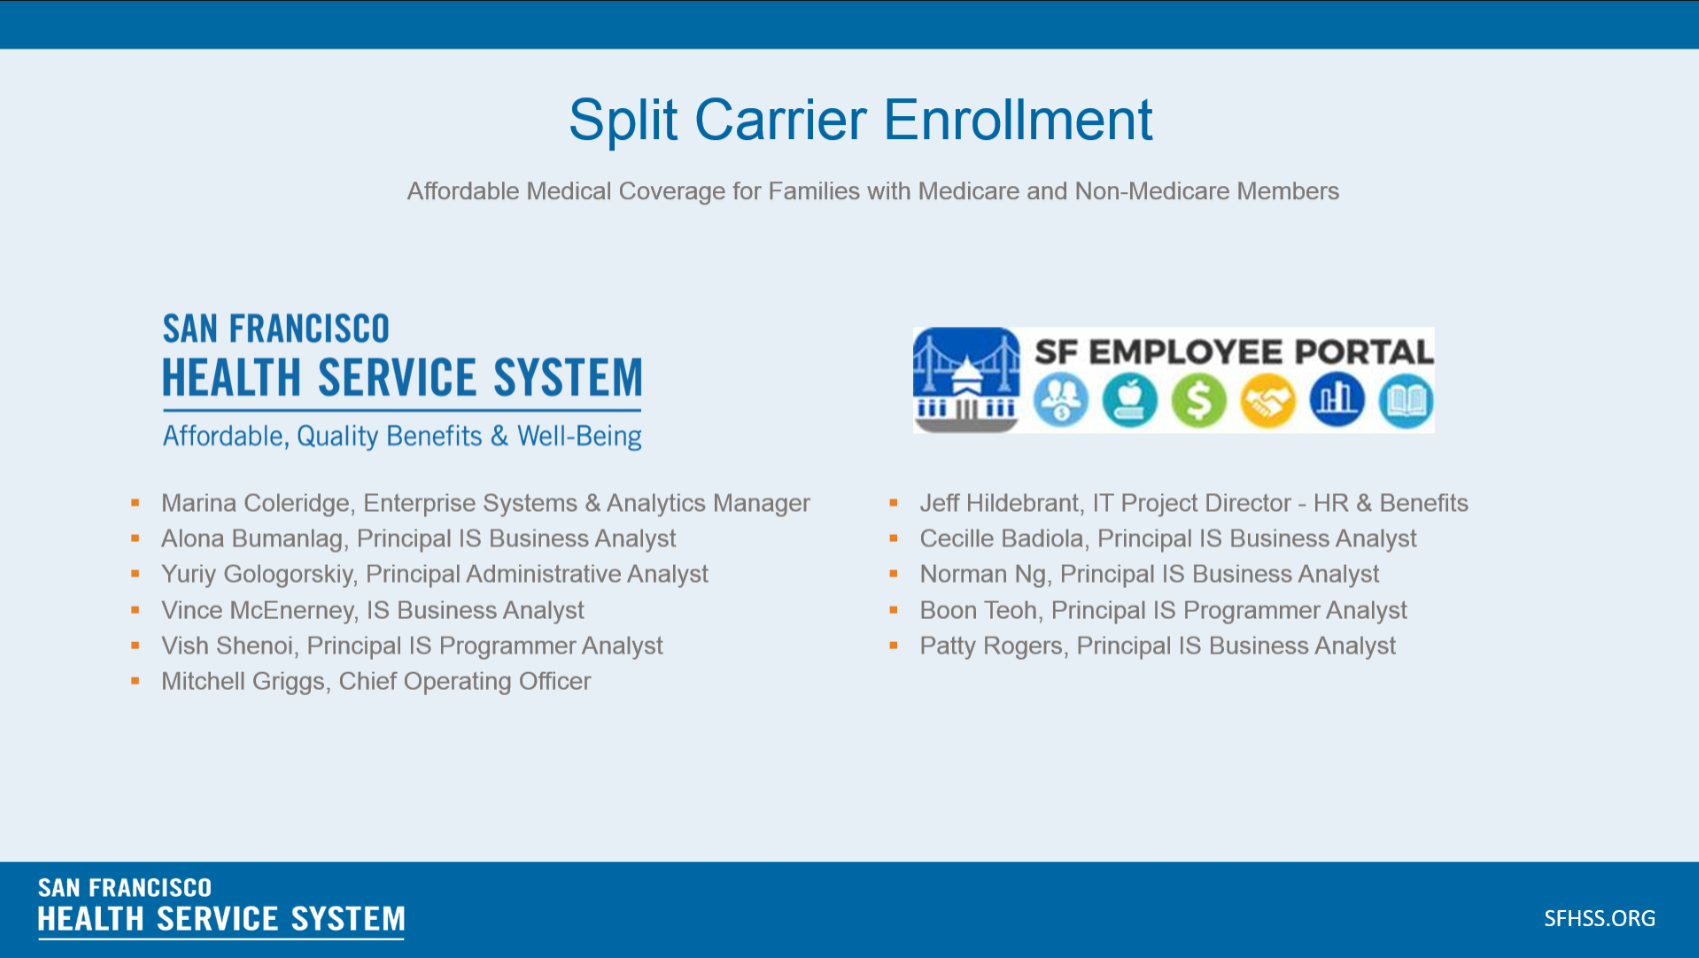 Split Carrier Enrollment
Affordable Medical Coverage for Families with Medicare and Non-Medicare Members
SAN FRANCISCO
HEALTH SERVICE SYSTEM
Affordable, Quality Benefits & Well-Being
Marina Coleridge, Enterprise Systems & Analytics Manager
Alona Bumanlag, Principal IS Business Analyst
Yuriy Gologorskiy, Principal Administrative Analyst
Vince McEnerney, IS Business Analyst
Vish Shenoi, Principal IS Programmer Analyst
Mitchell Griggs, Chief Operating Officer
SF EMPLOYEE PORTAL
Jeff Hildebrant, IT Project Director - HR & Benefits
Cecille Badiola, Principal IS Business Analyst
Norman Ng, Principal IS Business Analyst
Boon Teoh, Principal IS Programmer Analyst
Patty Rogers, Principal IS Business Analyst
SAN FRANCISCO
HEALTH SERVICE SYSTEM
SFHSS.ORG